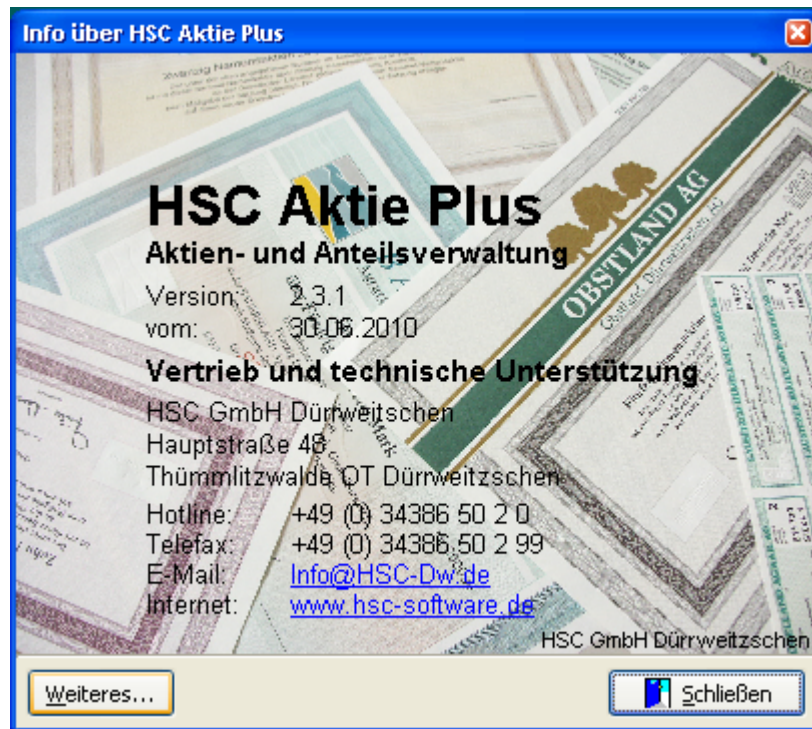 Info über HSC Aktie Plus
Zwanzig Namensaktien
OBSTLAND AG
HSC Aktie Plus
Aktien- und Anteilsverwaltung
Version: 2.3.1
vom: 30.06.2010
Vertrieb und technische Unterstützung
HSC GmbH Dürrweitschen
Hauptstraße 48
Thümmlitzwalde OT Dürrweitzschen
Hotline: +49 (0) 34386 50 2 0
Telefax: +49 (0) 34386 50 2 99
E-Mail: Info@HSC-Dw.de
Internet: www.hsc-software.de
HSC GmbH Dürrweitzschen
Weiteres...
Schließen